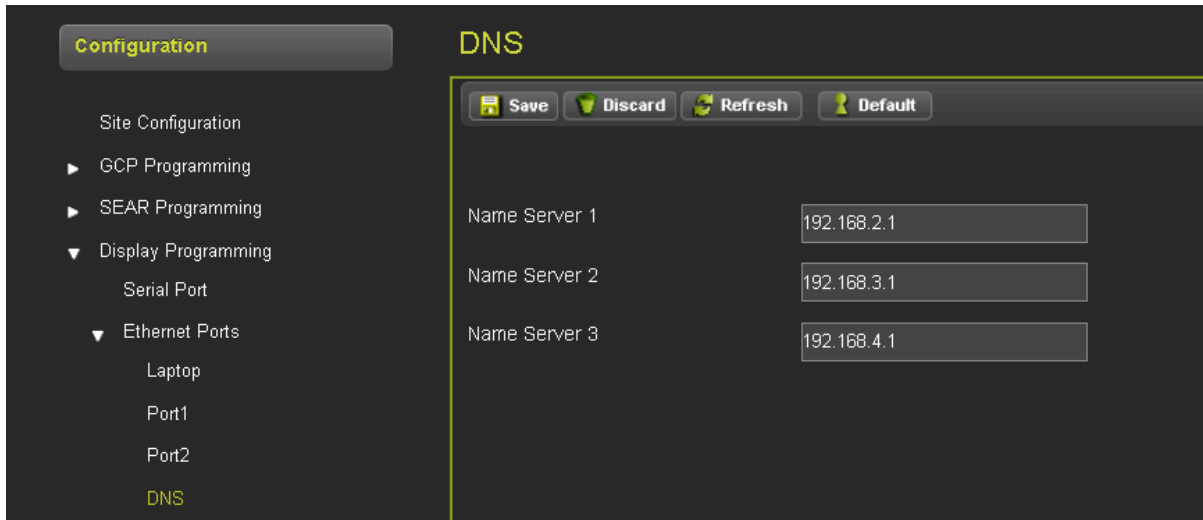 Configuration
Site Configuration
GCP Programming
SEAR Programming
Display Programming
Serial Port
Ethernet Ports
Laptop
Port1
Port2
DNS
DNS
Save Discard Refresh Default
Name Server 1 192.168.2.1
Name Server 2 192.168.3.1
Name Server 3 192.168.4.1